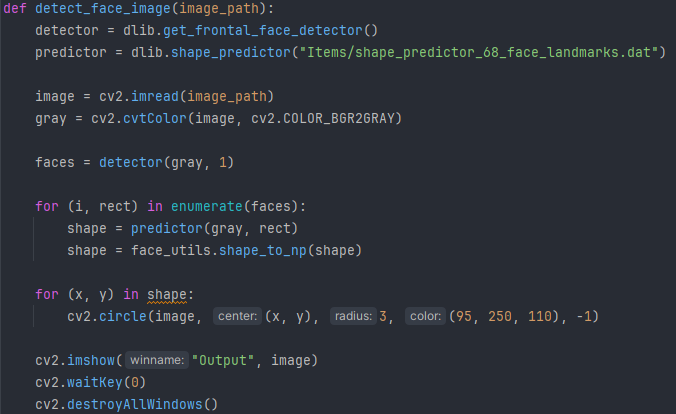 def detect_face_image(image_path):
    detector = dlib.get_frontal_face_detector()
    predictor = dlib.shape_predictor("Items/shape_predictor_68_face_landmarks.dat")
    image = cv2.imread(image_path)
    gray = cv2.cvtColor(image, cv2.COLOR_BGR2GRAY)
    faces = detector(gray, 1)
    for (i, rect) in enumerate(faces):
        shape = predictor(gray, rect)
        shape = face_utils.shape_to_np(shape)
    for (x, y) in shape:
        cv2.circle(image, center: (x, y), radius: 3, color: (95, 250, 110), -1)
    cv2.imshow( winname: "Output", image)
    cv2.waitKey(0)
    cv2.destroyAllWindows()